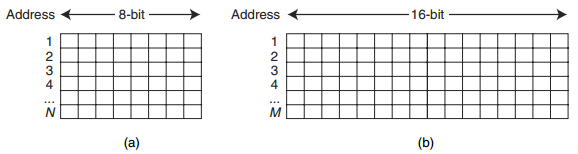 Address 8-bit
1
2
3
4
...
N
(a)
Address 16-bit
1
2
3
4
...
M
(b)